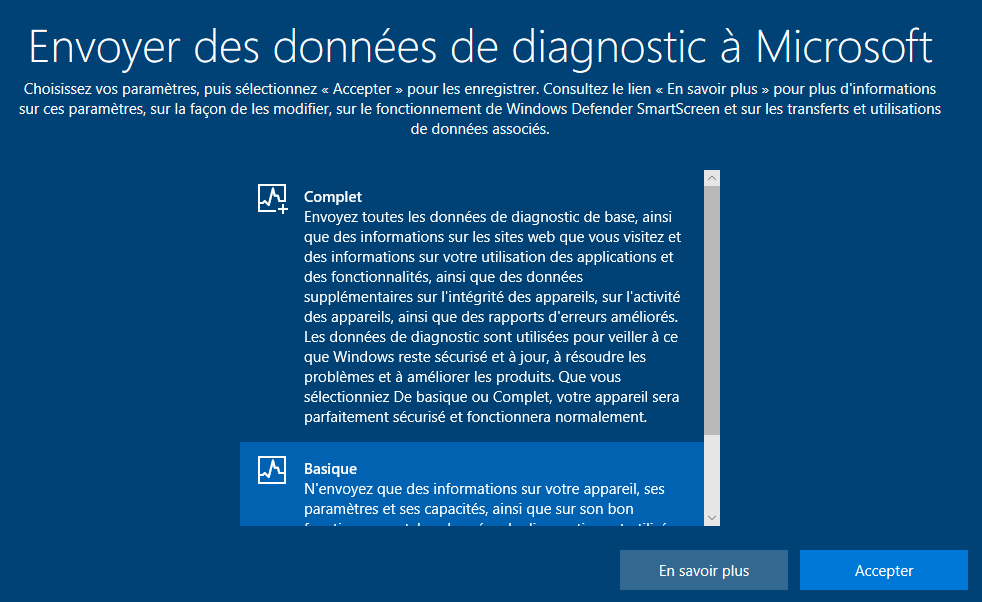 Envoyer des données de diagnostic à Microsoft
Choisissez vos paramètres, puis sélectionnez « Accepter » pour les enregistrer. Consultez le lien « En savoir plus » pour plus d'informations
sur ces paramètres, sur la façon de les modifier, sur le fonctionnement de Windows Defender SmartScreen et sur les transferts et utilisations
de données associés.
Complet
Envoyez toutes les données de diagnostic de base, ainsi
que des informations sur les sites web que vous visitez et
des informations sur votre utilisation des applications et
des fonctionnalités, ainsi que des données
supplémentaires sur l'intégrité des appareils, sur l'activité
des appareils, ainsi que des rapports d'erreurs améliorés.
Les données de diagnostic sont utilisées pour veiller à ce
que Windows reste sécurisé et à jour, à résoudre les
problèmes et à améliorer les produits. Que vous
sélectionniez De basique ou Complet, votre appareil sera
parfaitement sécurisé et fonctionnera normalement.
Basique
N'envoyez que des informations sur votre appareil, ses
paramètres et ses capacités, ainsi que sur son bon
En savoir plus
Accepter